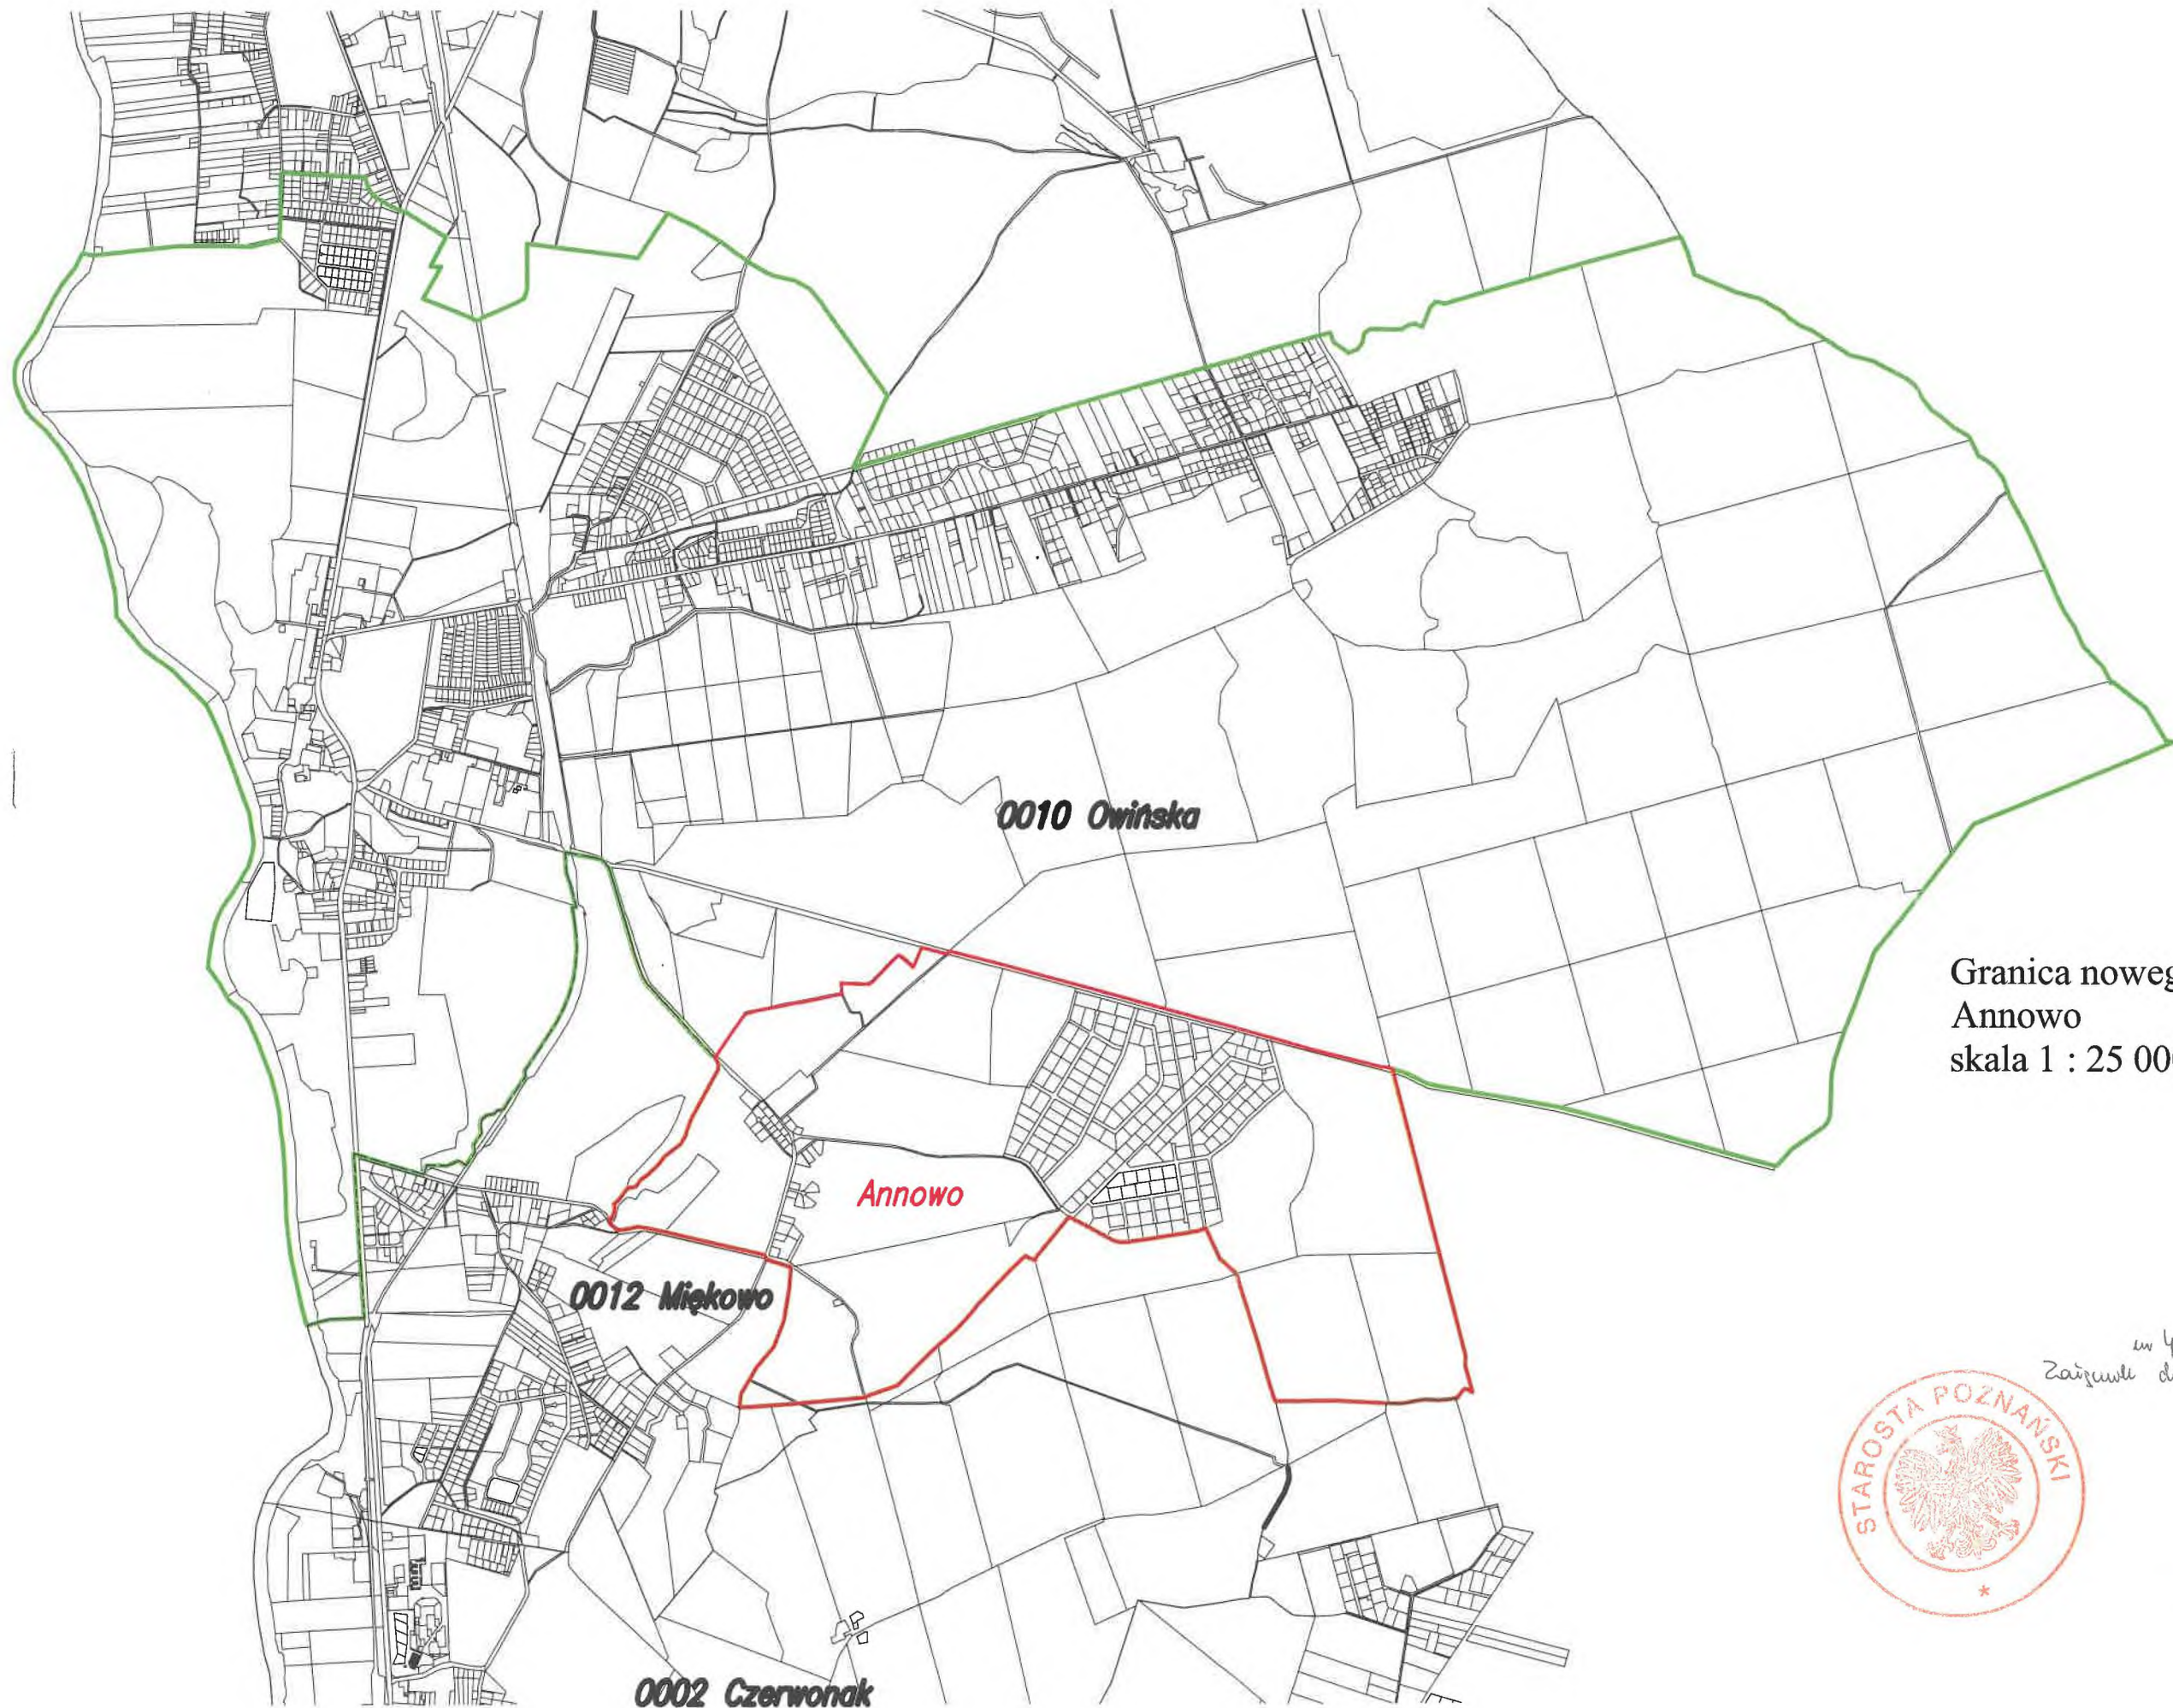 0010 Owińska
Granica noweg
Annowo
skala 1 : 25 00
Annowo
0012 Miękowo
STAROSTA POZNAŃSKI
*
0002 Czerwonak